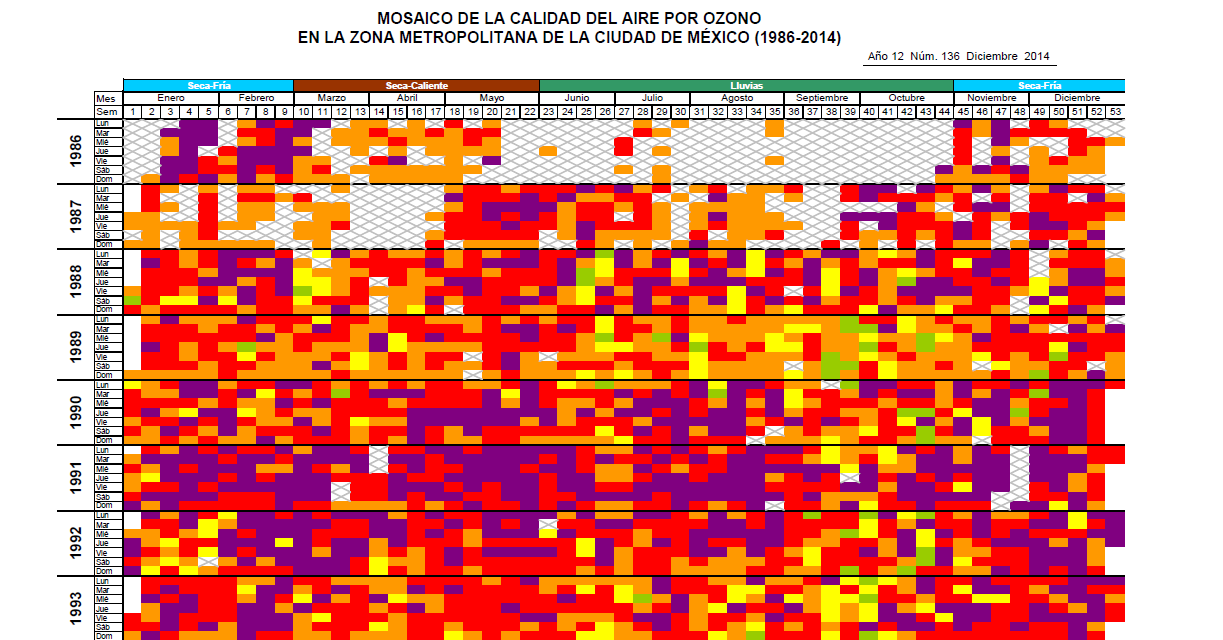 MOSAICO DE LA CALIDAD DEL AIRE POR OZONO
EN LA ZONA METROPOLITANA DE LA CIUDAD DE MÉXICO (1986-2014)
Año 12 Núm. 136 Diciembre 2014
Seca-Fría Seca-Caliente Lluvias Seca-Fría
Mes Enero Febrero Marzo Abril Mayo Junio Julio Agosto Septiembre Octubre Noviembre Diciembre
Sem 1 2 3 4 5 6 7 8 9 10 11 12 13 14 15 16 17 18 19 20 21 22 23 24 25 26 27 28 29 30 31 32 33 34 35 36 37 38 39 40 41 42 43 44 45 46 47 48 49 50 51 52 53
1986
Lun
Mar
Mié
Jue
Vie
Sáb
Dom
1987
Lun
Mar
Mié
Jue
Vie
Sáb
Dom
1988
Lun
Mar
Mié
Jue
Vie
Sáb
Dom
1989
Lun
Mar
Mié
Jue
Vie
Sáb
Dom
1990
Lun
Mar
Mié
Jue
Vie
Sáb
Dom
1991
Lun
Mar
Mié
Jue
Vie
Sáb
Dom
1992
Lun
Mar
Mié
Jue
Vie
Sáb
Dom
1993
Lun
Mar
Mié
Jue
Vie
Sáb
Dom